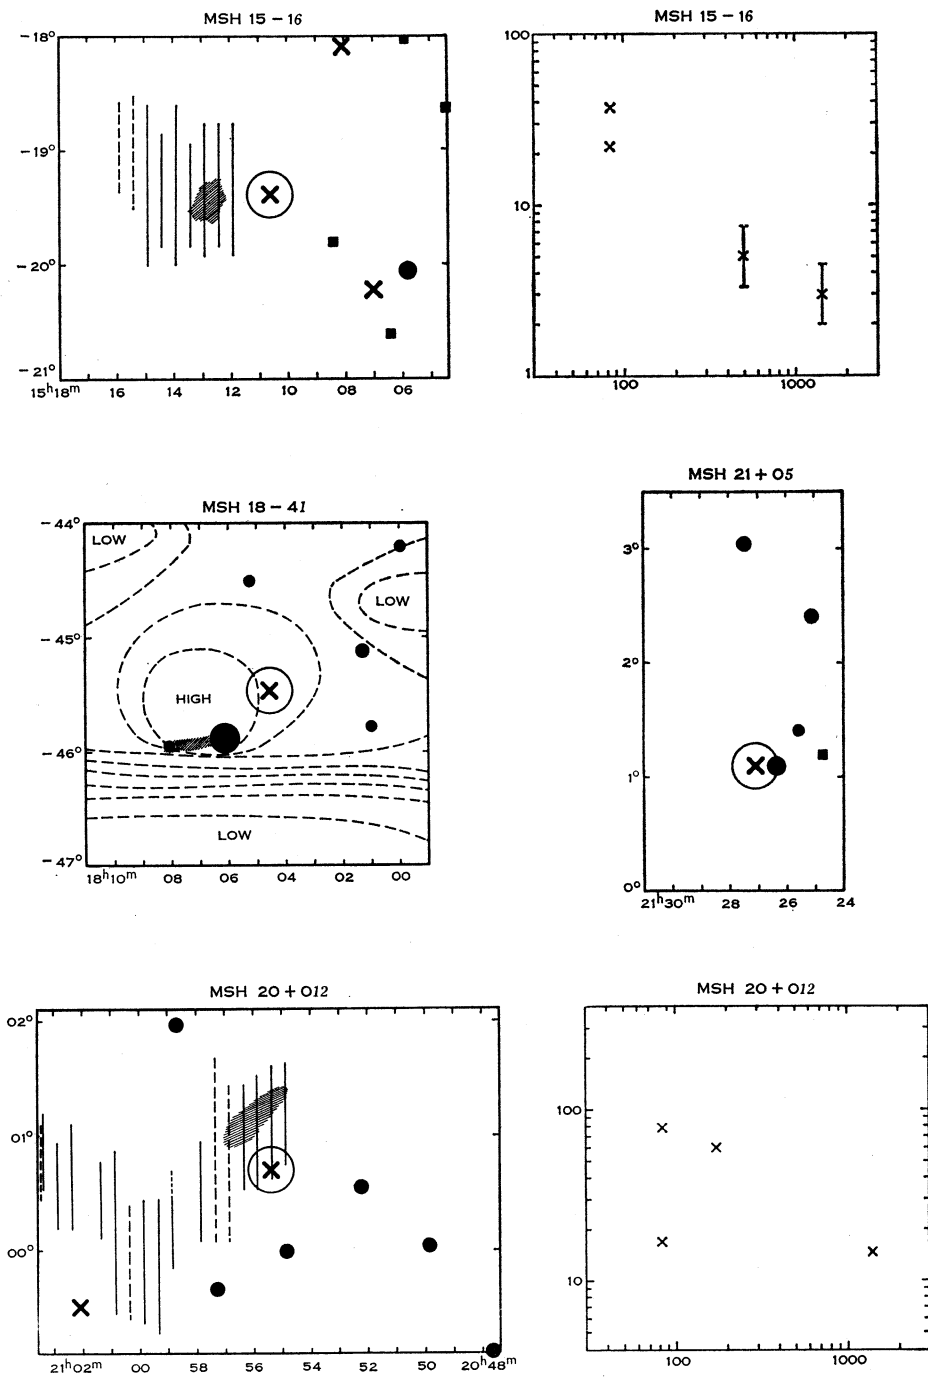 MSH 15 – 16
– 18°
– 19°
– 20°
– 21°
15ʰ18ᵐ 16 14 12 10 08 06
MSH 15 – 16
100
10
1
100 1000
MSH 18 – 41
– 44°
LOW
LOW
– 45°
HIGH
– 46°
LOW
– 47°
18ʰ10ᵐ 08 06 04 02 00
MSH 21 + 05
3°
2°
1°
0°
21ʰ30ᵐ 28 26 24
MSH 20 + 012
02°
01°
00°
21ʰ02ᵐ 00 58 56 54 52 50 20ʰ48ᵐ
MSH 20 + 012
100
10
100 1000